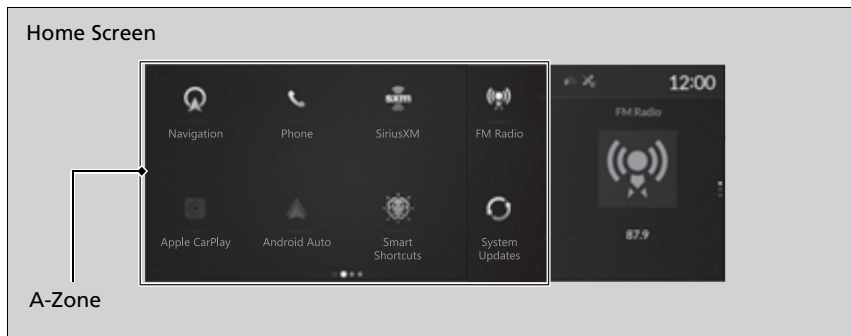 Home Screen
12:00
Navigation
Phone
SiriusXM
FM Radio
FM Radio
sxm
Apple CarPlay
Android Auto
Smart
Shortcuts
System
Updates
87.9
A-Zone